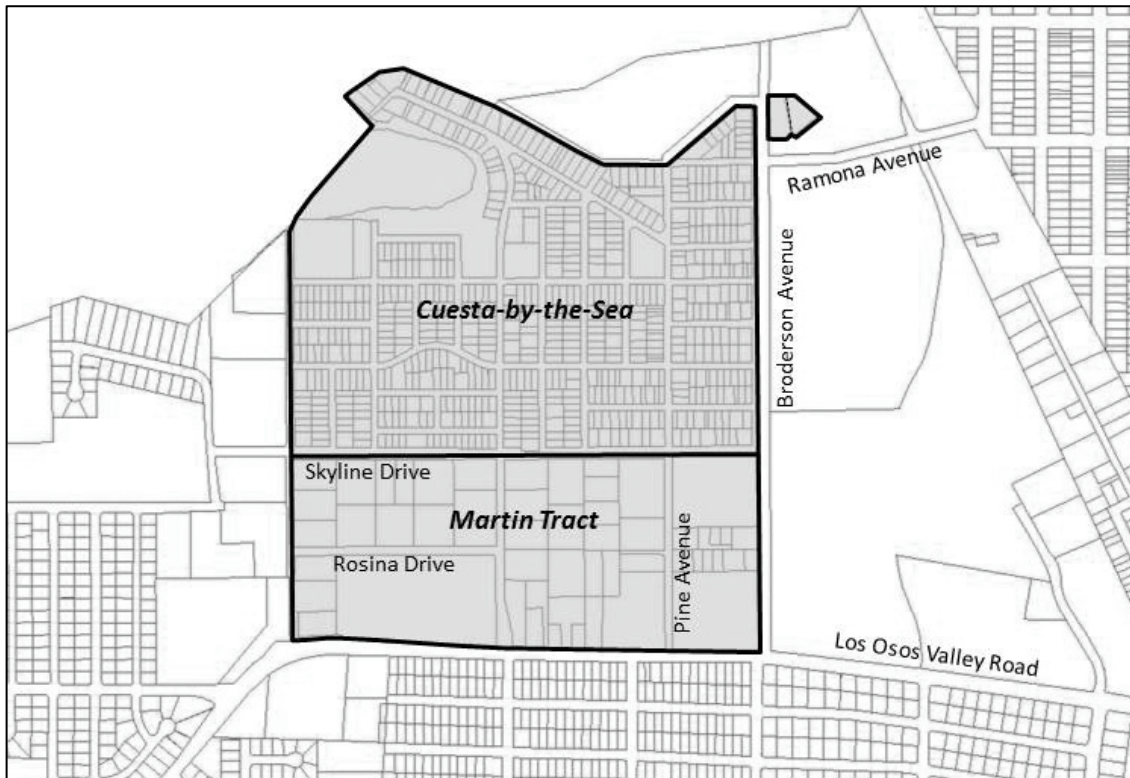 Ramona Avenue
Broderson Avenue
Cuesta-by-the-Sea
Skyline Drive
Martin Tract
Pine Avenue
Rosina Drive
Los Osos Valley Road